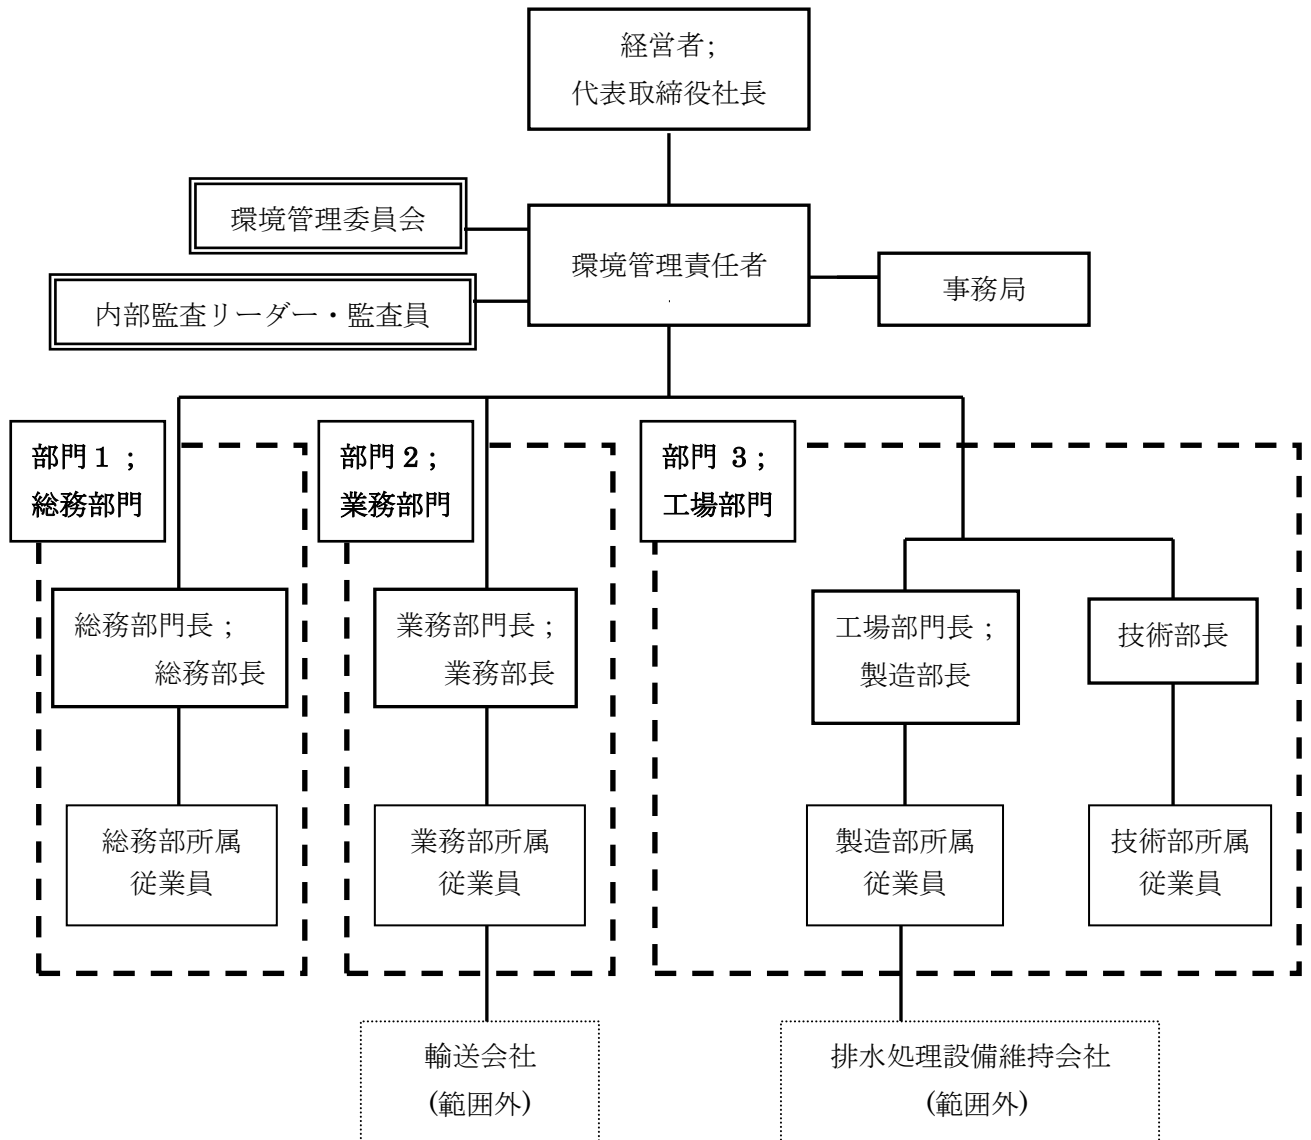 経営者;
代表取締役社長
環境管理委員会
環境管理責任者
内部監査リーダー・監査員
事務局
部門 1 ；
総務部門
部門 2；
業務部門
部門 3；
工場部門
総務部門長；
総務部長
業務部門長；
業務部長
工場部門長；
製造部長
技術部長
総務部所属
従業員
業務部所属
従業員
製造部所属
従業員
技術部所属
従業員
輸送会社
(範囲外)
排水処理設備維持会社
(範囲外)